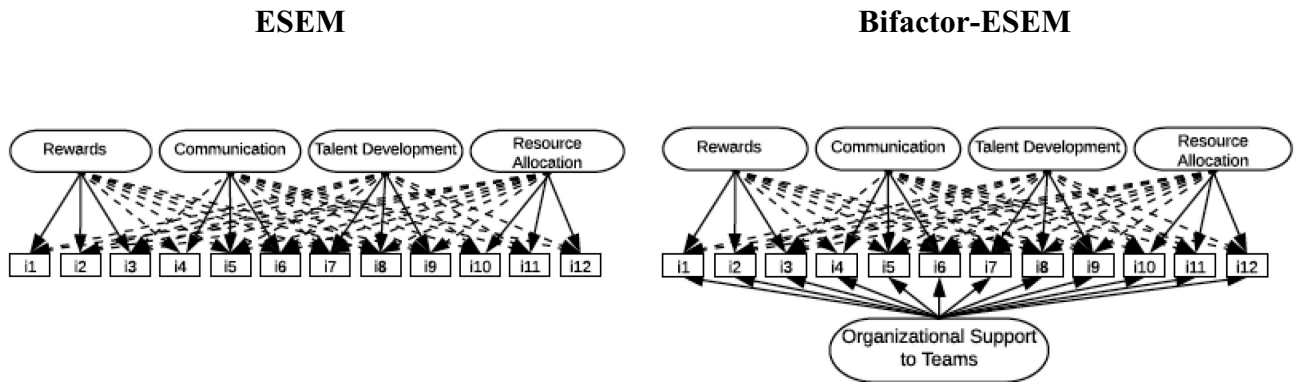 ESEM
Rewards
Communication
Talent Development
Resource
Allocation
i1 i2 i3 i4 i5 i6 i7 i8 i9 i10 i11 i12
Bifactor-ESEM
Rewards
Communication
Talent Development
Resource
Allocation
i1 i2 i3 i4 i5 i6 i7 i8 i9 i10 i11 i12
Organizational Support
to Teams